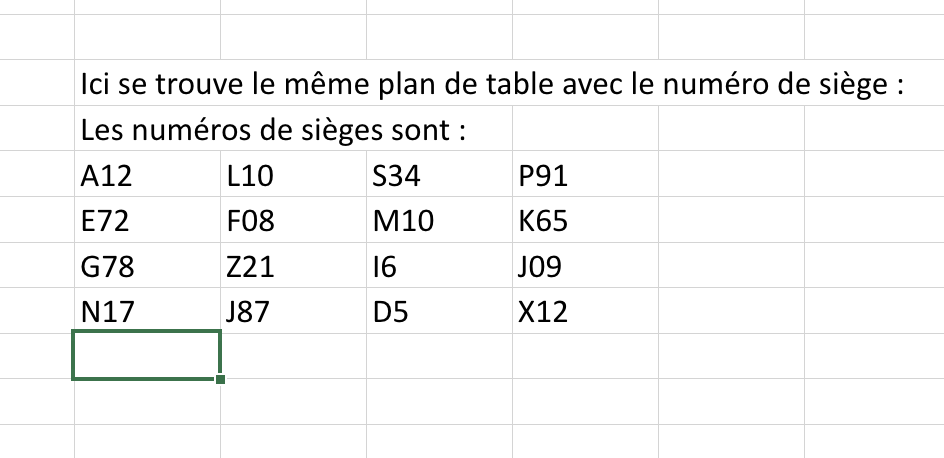 Ici se trouve le même plan de table avec le numéro de siège :
Les numéros de sièges sont :
A12 L10 S34 P91
E72 F08 M10 K65
G78 Z21 I6 J09
N17 J87 D5 X12